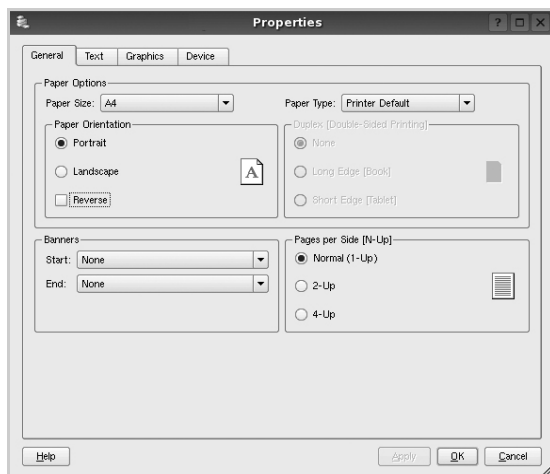 Properties
General Text Graphics Device
Paper Options
Paper Size: A4
Paper Type: Printer Default
Paper Orientation
Portrait
Landscape
Reverse
A
Duplex [Double-Sided Printing]
None
Long Edge [Book]
Short Edge [Tablet]
Banners
Start: None
End: None
Pages per Side [N-Up]
Normal (1-Up)
2-Up
4-Up
Help Apply OK Cancel